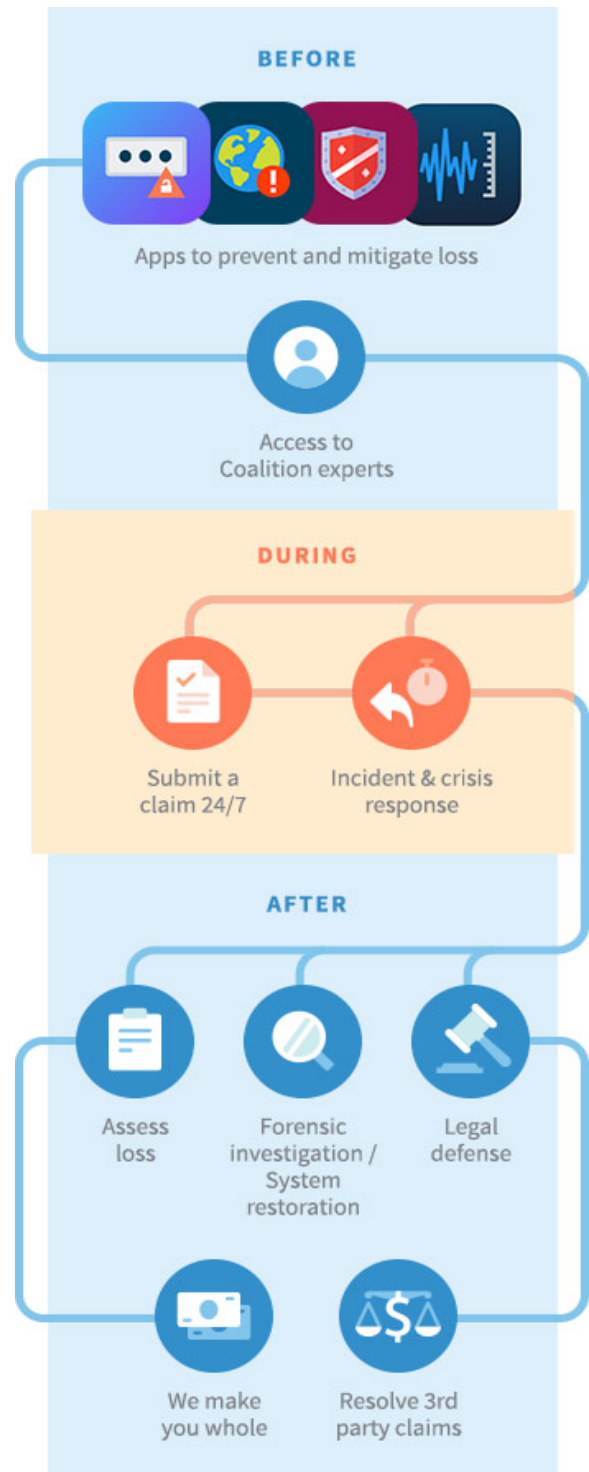 BEFORE
Apps to prevent and mitigate loss
Access to
Coalition experts
DURING
Submit a
claim 24/7
Incident & crisis
response
AFTER
Assess
loss
Forensic
investigation /
System
restoration
Legal
defense
We make
you whole
$
Resolve 3rd
party claims